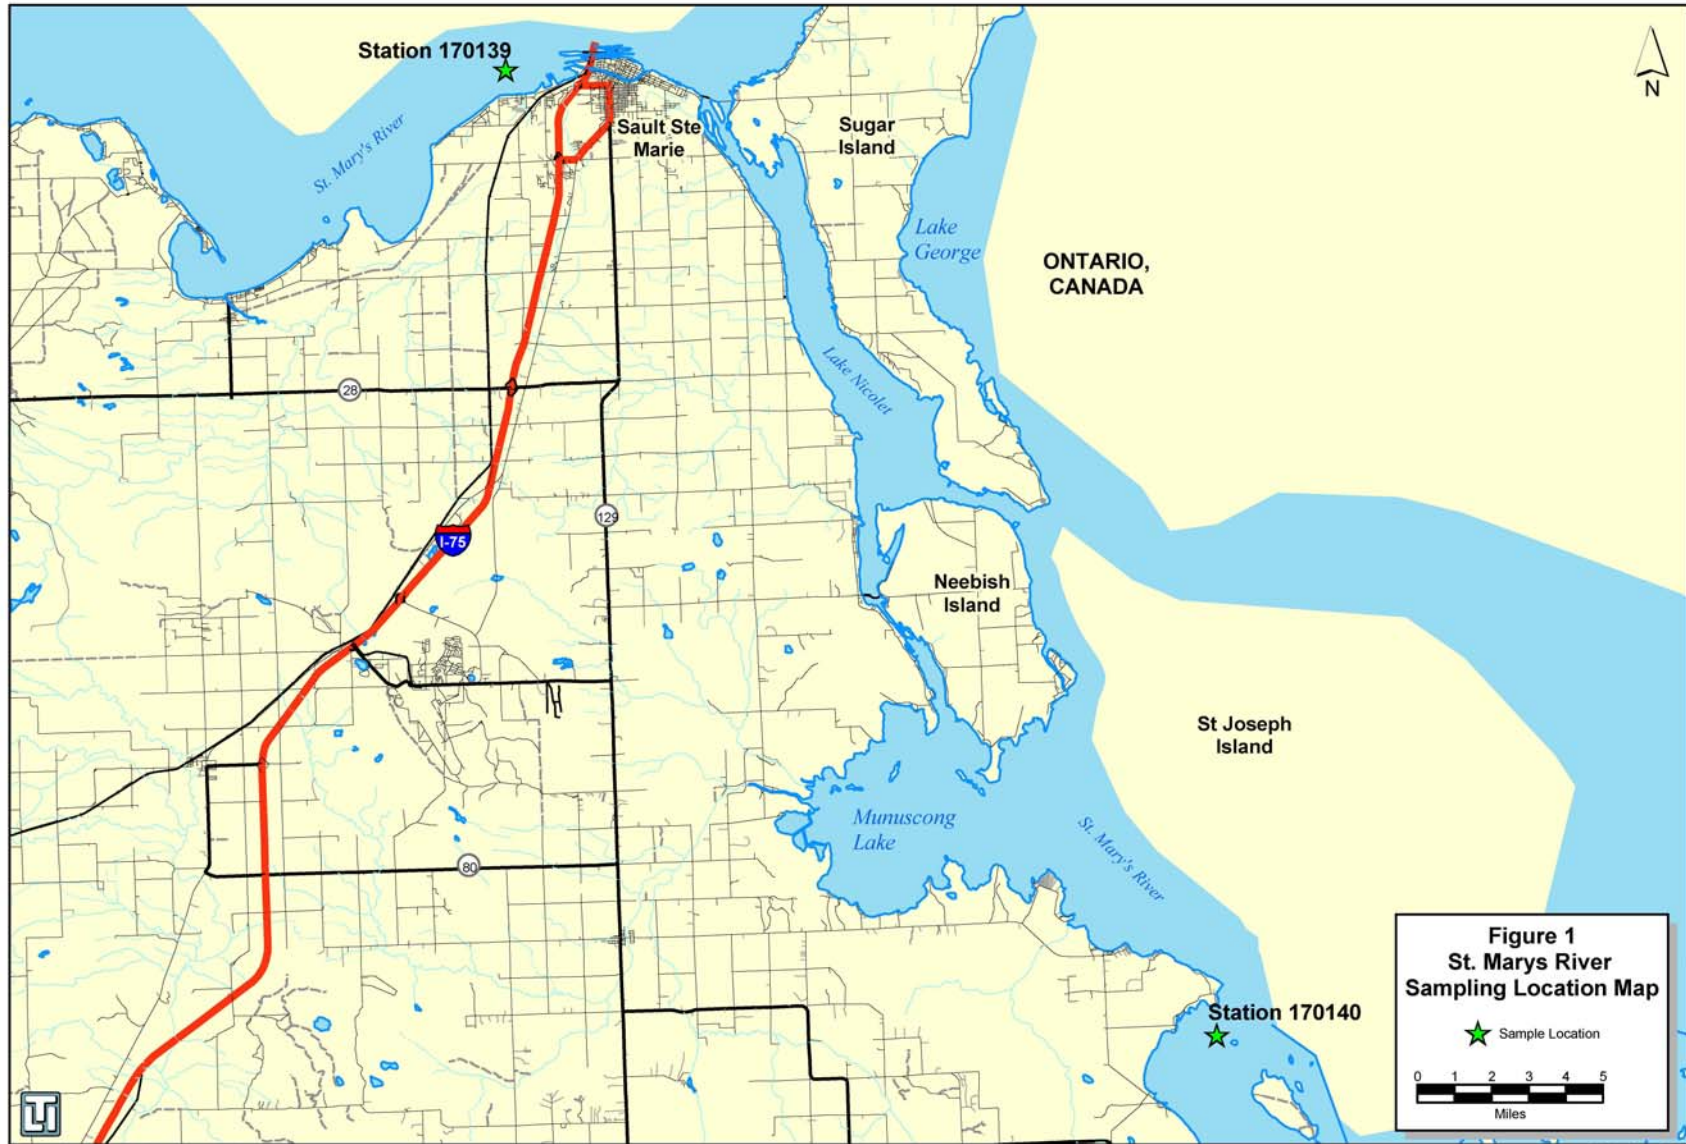 Station 170139
N
Sault Ste
Marie
Sugar
Island
St. Mary's River
Lake
George
ONTARIO,
CANADA
Lake Nicolet
28
129
I-75
Neebish
Island
St Joseph
Island
Munuscong
Lake
St. Mary's River
80
Station 170140
Figure 1
St. Marys River
Sampling Location Map
Sample Location
0 1 2 3 4 5
Miles